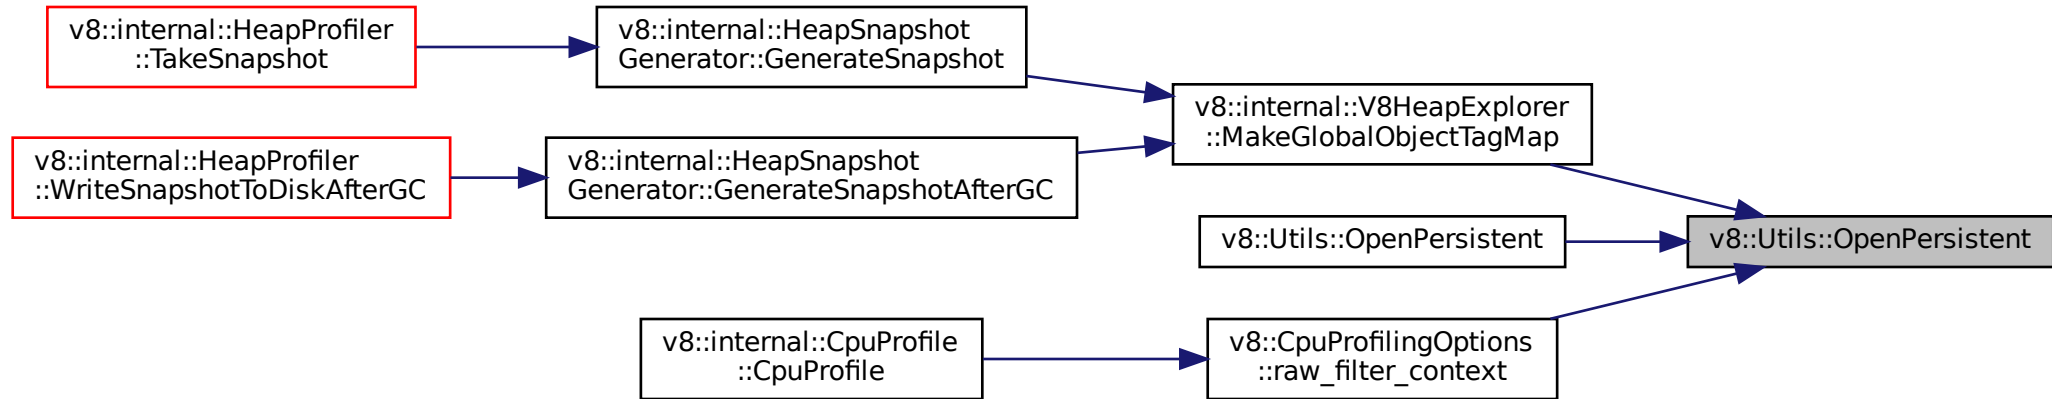 v8::internal::HeapProfiler
::TakeSnapshot
v8::internal::HeapSnapshot
Generator::GenerateSnapshot
v8::internal::V8HeapExplorer
::MakeGlobalObjectTagMap
v8::internal::HeapProfiler
::WriteSnapshotToDiskAfterGC
v8::internal::HeapSnapshot
Generator::GenerateSnapshotAfterGC
v8::Utils::OpenPersistent
v8::Utils::OpenPersistent
v8::internal::CpuProfile
::CpuProfile
v8::CpuProfilingOptions
::raw_filter_context